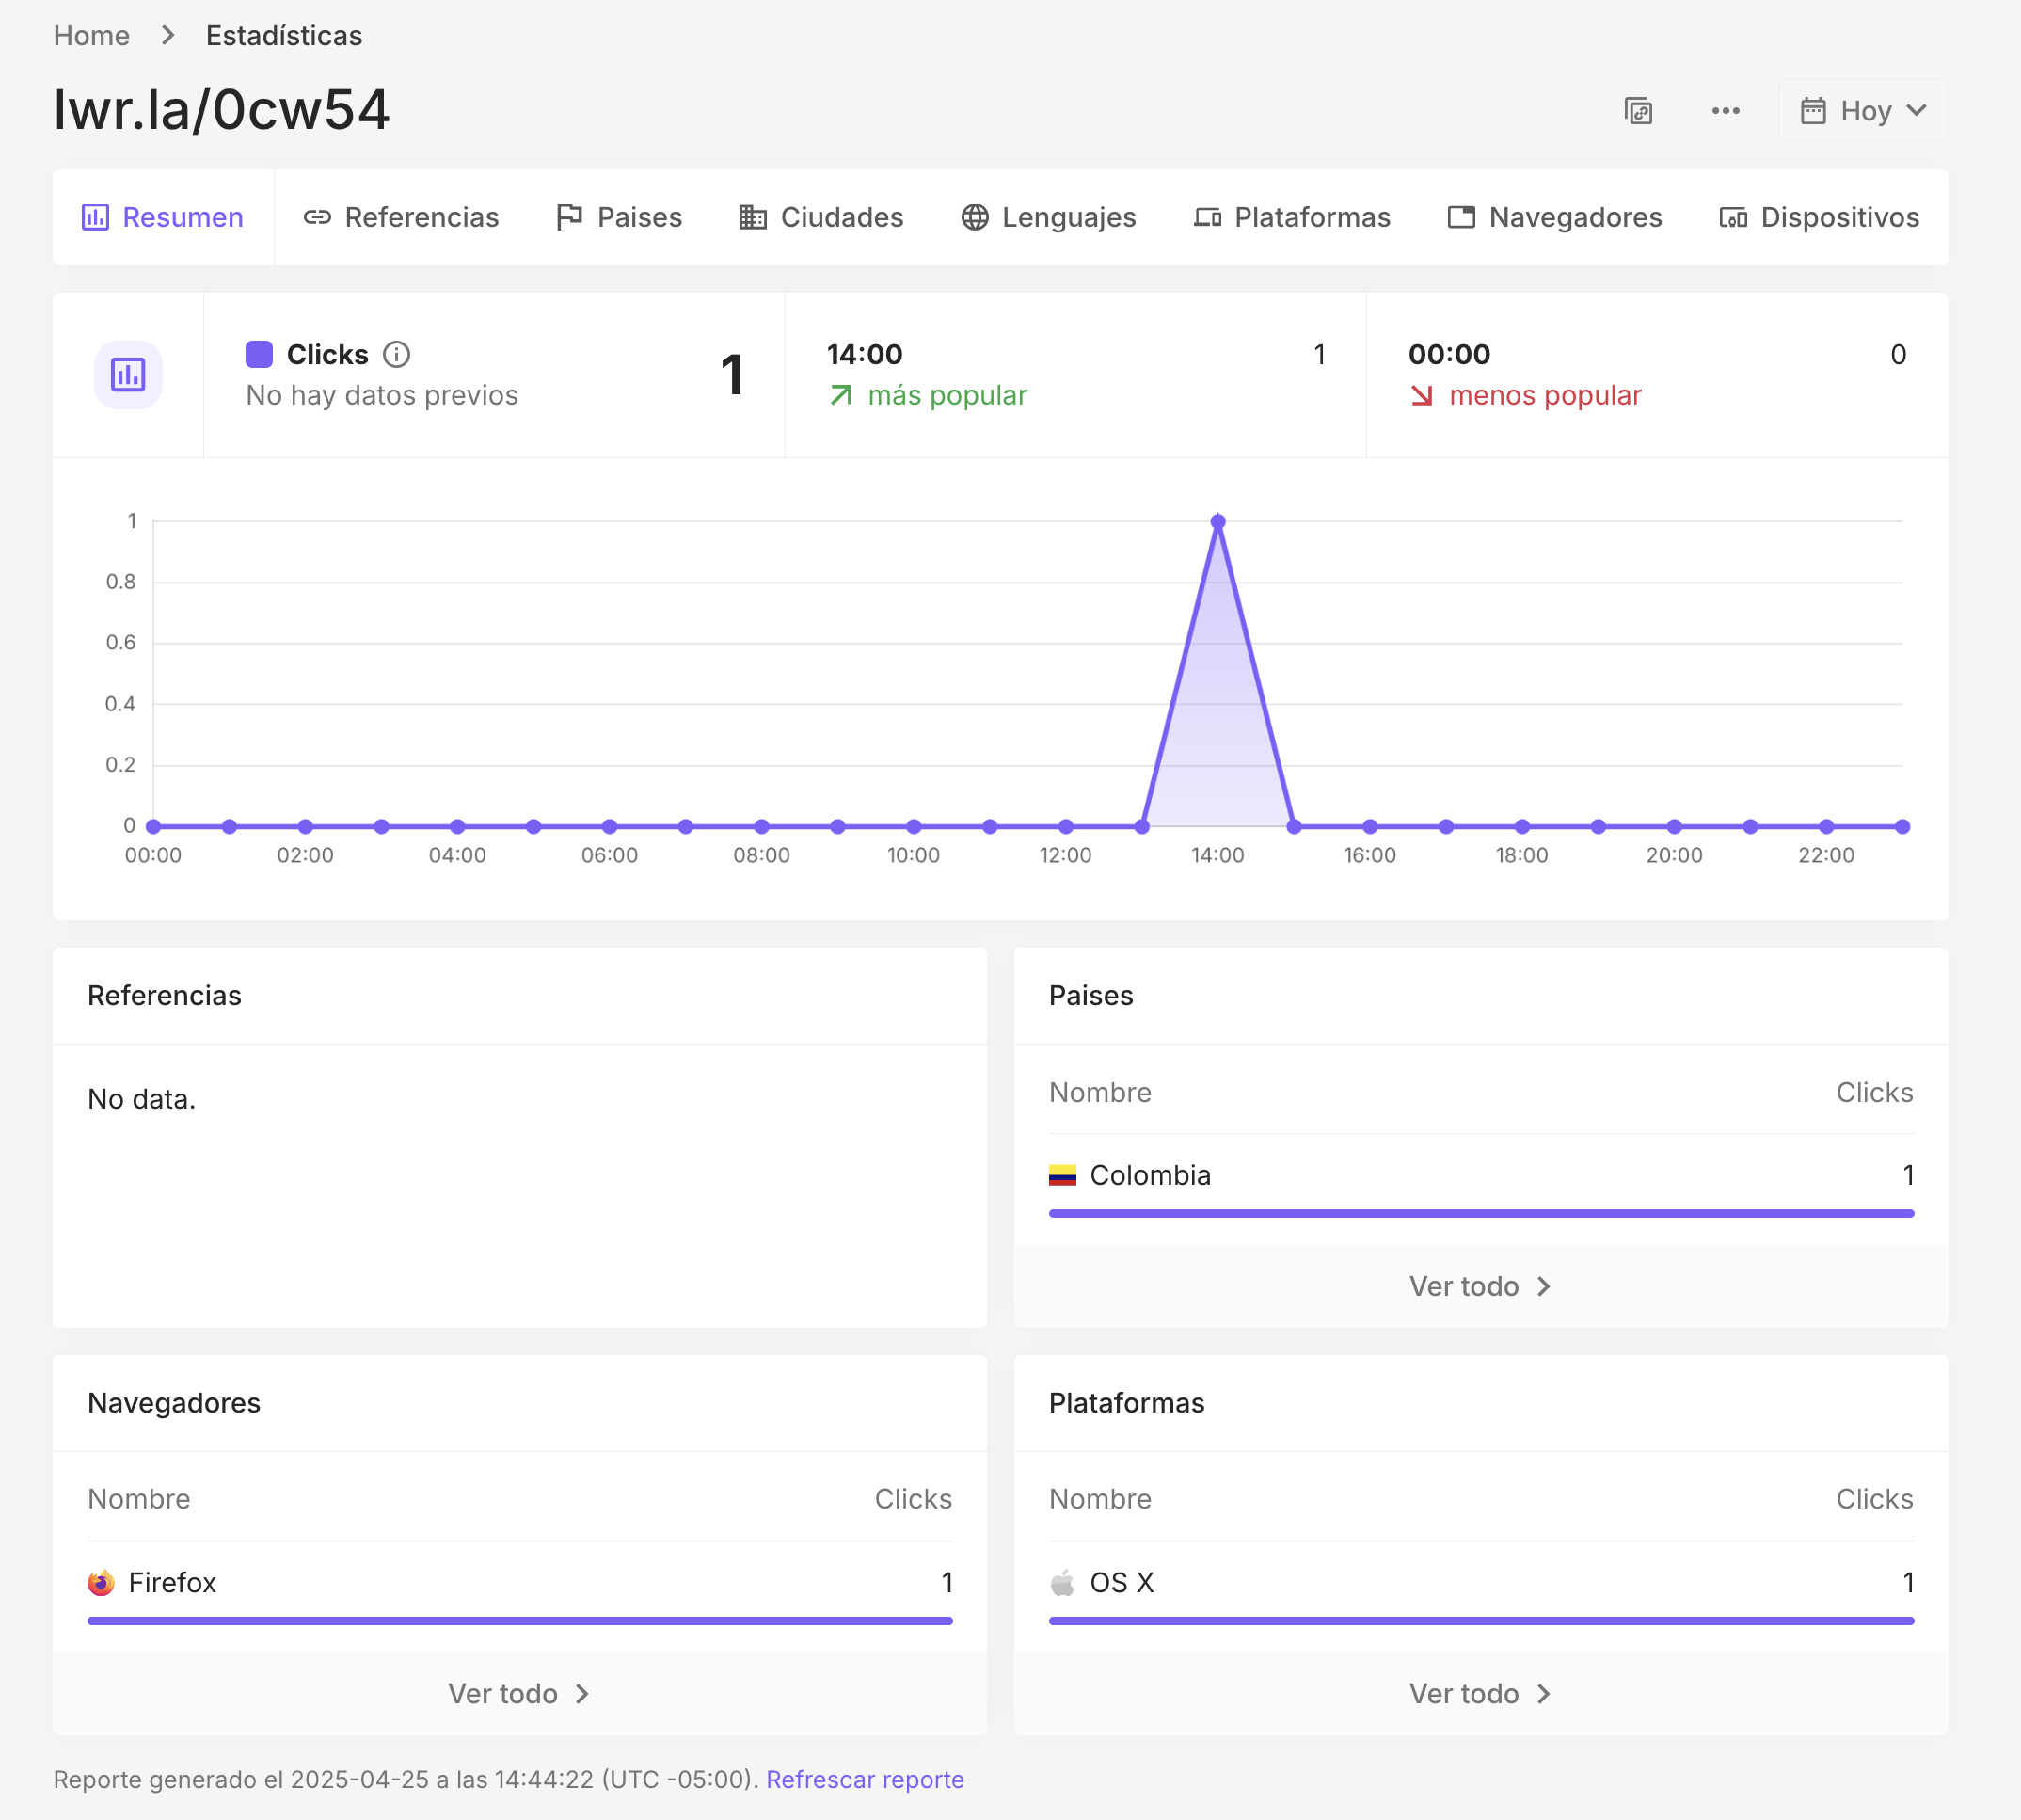 Home > Estadísticas
lwr.la/0cw54
Hoy
Resumen Referencias Paises Ciudades Lenguajes Plataformas Navegadores Dispositivos
Clicks 1
No hay datos previos
14:00 1
más popular
00:00 0
menos popular
1
0.8
0.6
0.4
0.2
0
00:00 02:00 04:00 06:00 08:00 10:00 12:00 14:00 16:00 18:00 20:00 22:00
Referencias
No data.
Paises
Nombre Clicks
Colombia 1
Ver todo >
Navegadores
Nombre Clicks
Firefox 1
Ver todo >
Plataformas
Nombre Clicks
OS X 1
Ver todo >
Reporte generado el 2025-04-25 a las 14:44:22 (UTC -05:00). Refrescar reporte